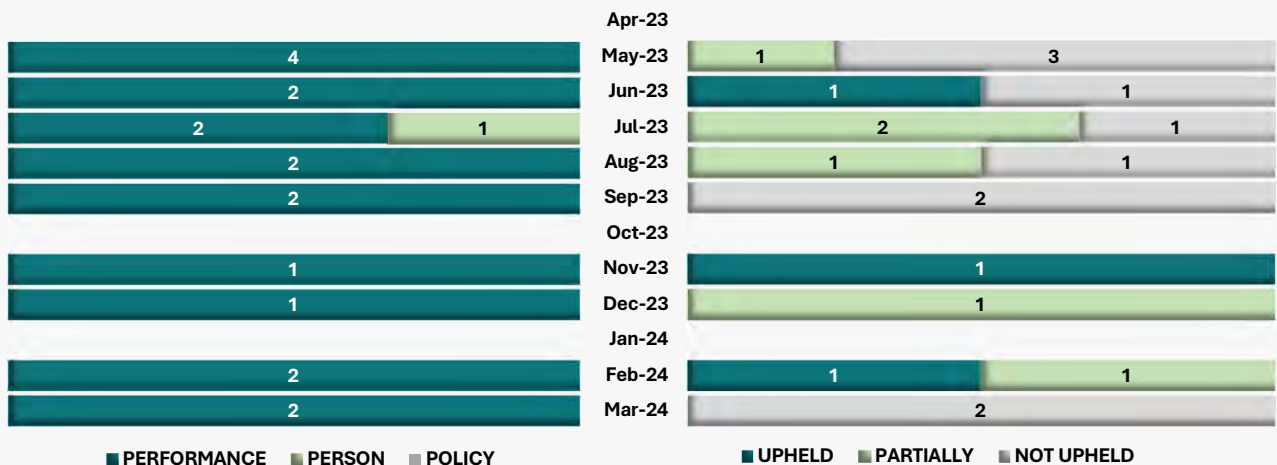 Apr-23
4 May-23 1 3
2 Jun-23 1 1
2 1 Jul-23 2 1
2 Aug-23 1 1
2 Sep-23 2
Oct-23
1 Nov-23 1
1 Dec-23 1
Jan-24
2 Feb-24 1 1
2 Mar-24 2
PERFORMANCE PERSON POLICY UPHELD PARTIALLY NOT UPHELD